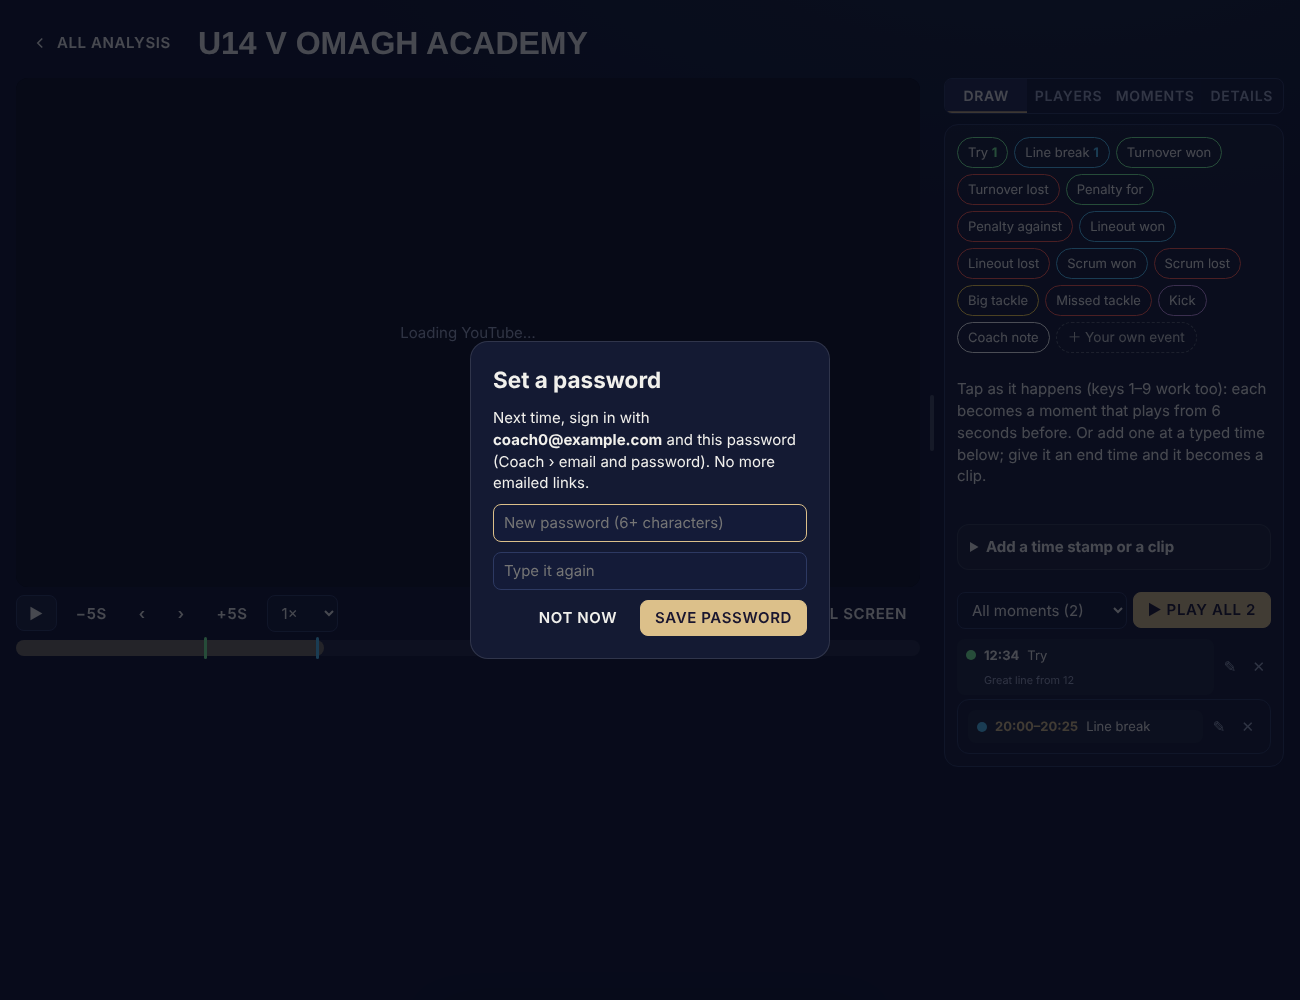 ALL ANALYSIS
U14 V OMAGH ACADEMY
DRAW
PLAYERS
MOMENTS
DETAILS
Try 1
Line break 1
Turnover won
Turnover lost
Penalty for
Penalty against
Lineout won
Lineout lost
Scrum won
Scrum lost
Big tackle
Missed tackle
Kick
Coach note
+ Your own event
Tap as it happens (keys 1–9 work too): each
becomes a moment that plays from 6
seconds before. Or add one at a typed time
below; give it an end time and it becomes a
clip.
Add a time stamp or a clip
All moments (2)
PLAY ALL 2
12:34 Try
Great line from 12
20:00–20:25 Line break
Loading YouTube...
Set a password
Next time, sign in with
coach0@example.com and this password
(Coach › email and password). No more
emailed links.
New password (6+ characters)
Type it again
NOT NOW
SAVE PASSWORD
−5S
‹
›
+5S
1×
L SCREEN